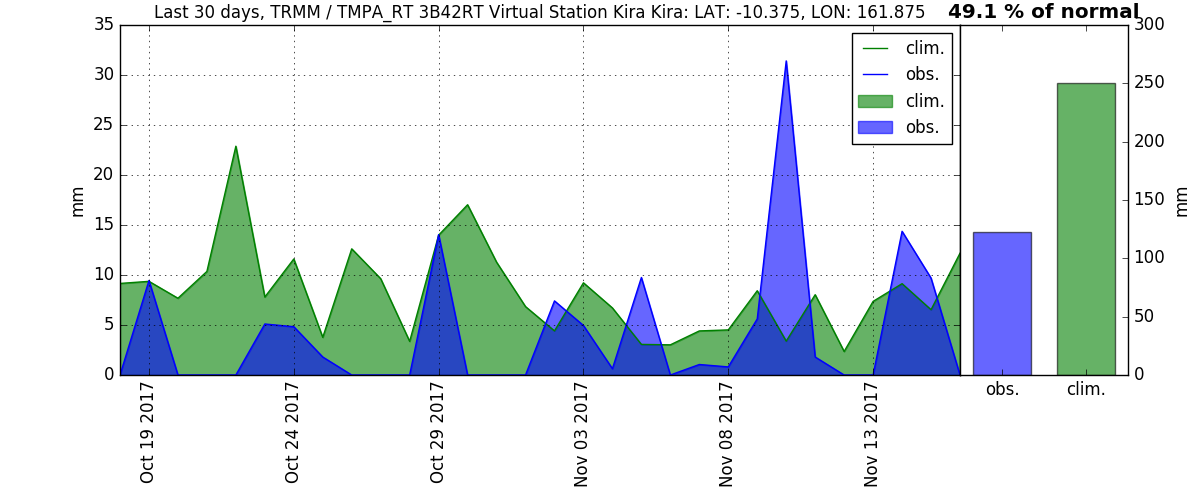 Last 30 days, TRMM / TMPA_RT 3B42RT Virtual Station Kira Kira: LAT: -10.375, LON: 161.875
49.1 % of normal
35
30
25
20
15
10
5
0
mm
clim.
obs.
clim.
obs.
Oct 19 2017
Oct 24 2017
Oct 29 2017
Nov 03 2017
Nov 08 2017
Nov 13 2017
300
250
200
150
100
50
0
mm
obs. clim.